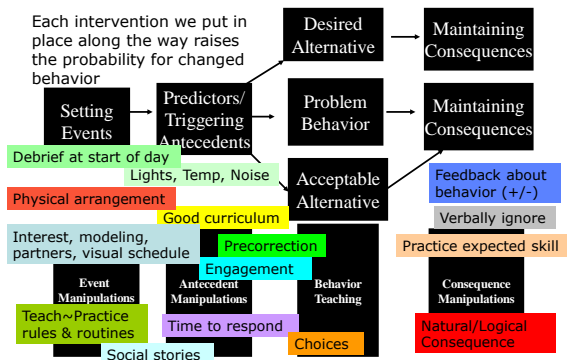 Each intervention we put in
place along the way raises
the probability for changed
behavior
Desired
Alternative
Maintaining
Consequences
Setting
Events
Predictors/
Triggering
Antecedents
Problem
Behavior
Maintaining
Consequences
Debrief at start of day
Lights, Temp, Noise
Acceptable
Alternative
Feedback about
behavior (+/-)
Physical arrangement
Good curriculum
Verbally ignore
Interest, modeling,
partners, visual schedule
Precorrection
Practice expected skill
Engagement
Event
Manipulations
Antecedent
Manipulations
Behavior
Teaching
Consequence
Manipulations
Teach~Practice
rules & routines
Time to respond
Natural/Logical
Consequence
Choices
Social stories